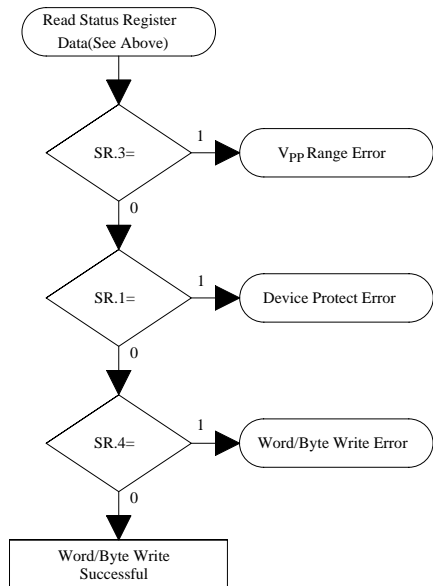 Read Status Register
Data(See Above)
SR.3=
1
VPP Range Error
0
SR.1=
1
Device Protect Error
0
SR.4=
1
Word/Byte Write Error
0
Word/Byte Write
Successful